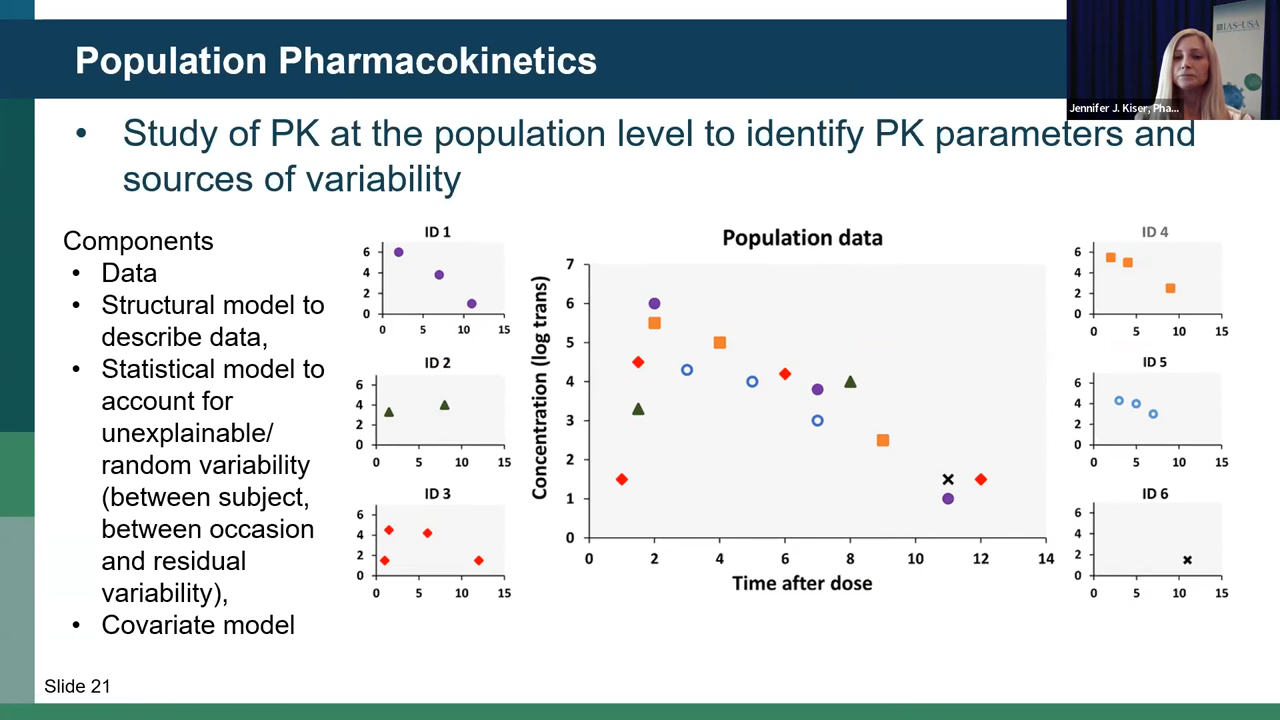 Population Pharmacokinetics
IAS–USA
Jennifer J. Kiser, Pha...
• Study of PK at the population level to identify PK parameters and
sources of variability
Components
• Data
• Structural model to
describe data,
• Statistical model to
account for
unexplainable/
random variability
(between subject,
between occasion
and residual
variability),
• Covariate model
ID 1
6
4
2
0
0 5 10 15
ID 2
6
4
2
0
0 5 10 15
ID 3
6
4
2
0
0 5 10 15
Population data
Concentration (log trans)
7
6
5
4
3
2
1
0
0 2 4 6 8 10 12 14
Time after dose
ID 4
6
4
2
0
0 5 10 15
ID 5
6
4
2
0
0 5 10 15
ID 6
6
4
2
0
0 5 10 15
Slide 21